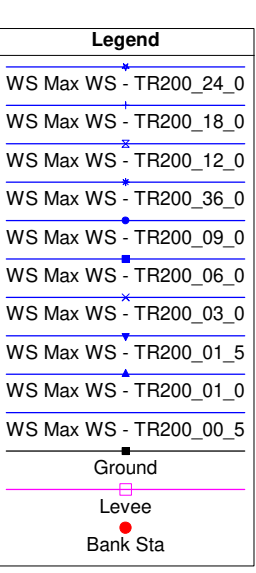 Legend
WS Max WS - TR200_24_0
WS Max WS - TR200_18_0
WS Max WS - TR200_12_0
WS Max WS - TR200_36_0
WS Max WS - TR200_09_0
WS Max WS - TR200_06_0
WS Max WS - TR200_03_0
WS Max WS - TR200_01_5
WS Max WS - TR200_01_0
WS Max WS - TR200_00_5
Ground
Levee
Bank Sta